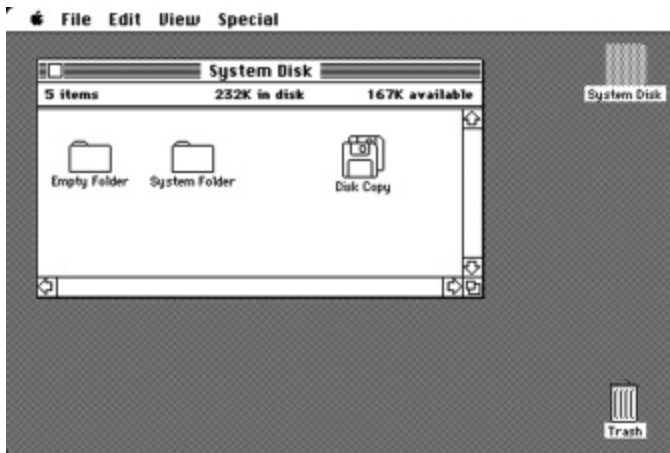 File Edit View Special
System Disk
5 items 232K in disk 167K available
System Disk
Empty Folder System Folder Disk Copy
Trash